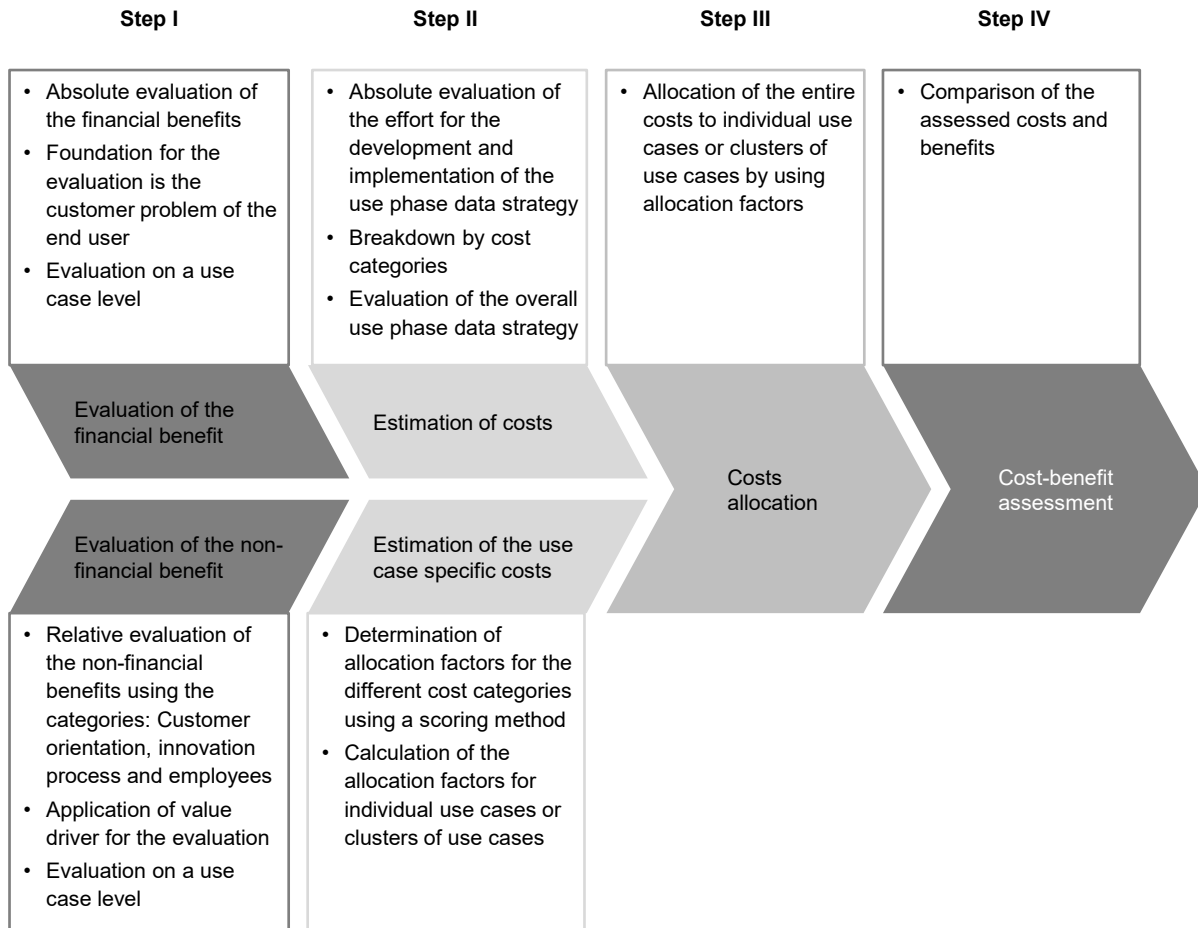 Step I
Step II
Step III
Step IV
• Absolute evaluation of
the financial benefits
• Foundation for the
evaluation is the
customer problem of the
end user
• Evaluation on a use
case level
• Absolute evaluation of
the effort for the
development and
implementation of the
use phase data strategy
• Breakdown by cost
categories
• Evaluation of the overall
use phase data strategy
• Allocation of the entire
costs to individual use
cases or clusters of
use cases by using
allocation factors
• Comparison of the
assessed costs and
benefits
Evaluation of the
financial benefit
Estimation of costs
Evaluation of the non-
financial benefit
Estimation of the use
case specific costs
Costs
allocation
Cost-benefit
assessment
• Relative evaluation of
the non-financial
benefits using the
categories: Customer
orientation, innovation
process and employees
• Application of value
driver for the evaluation
• Evaluation on a use
case level
• Determination of
allocation factors for the
different cost categories
using a scoring method
• Calculation of the
allocation factors for
individual use cases or
clusters of use cases